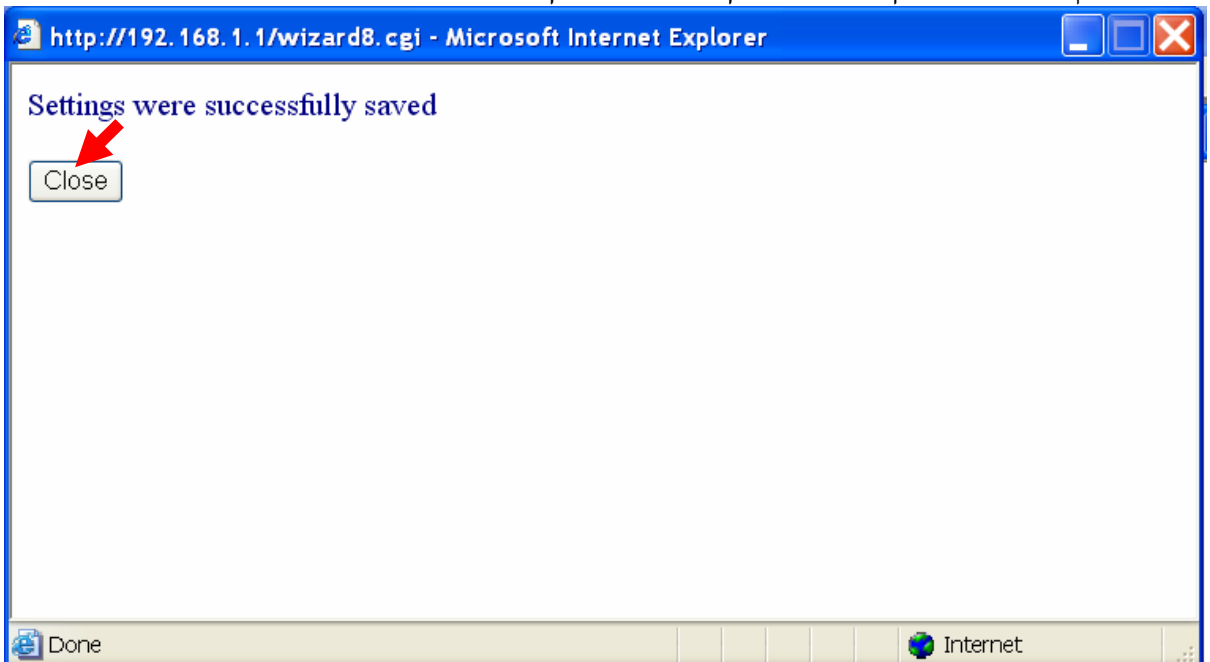 http://192.168.1.1/wizard8.cgi - Microsoft Internet Explorer
Settings were successfully saved
Close
Done
Internet